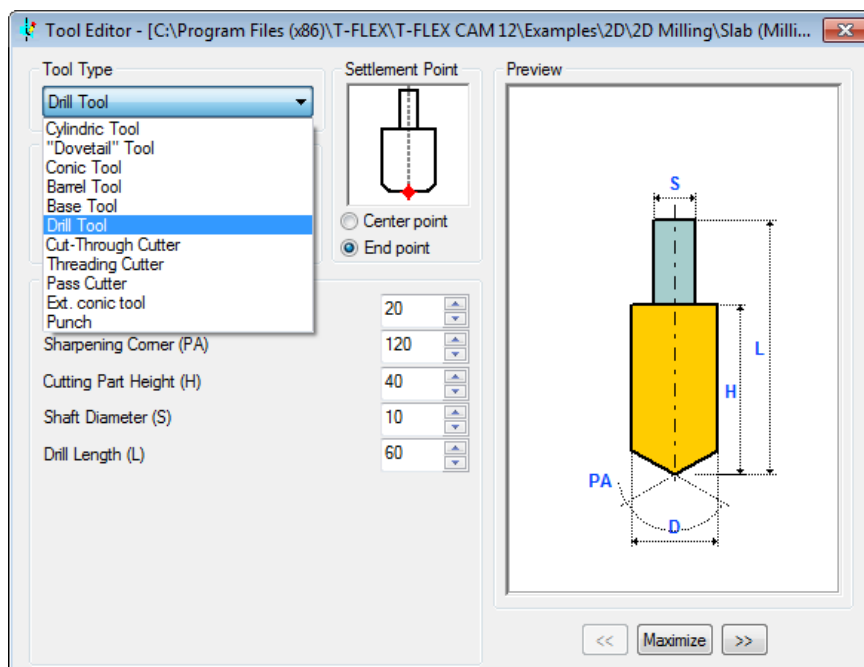 Tool Editor - [C:\Program Files (x86)\T-FLEX\T-FLEX CAM 12\Examples\2D\2D Milling\Slab (Milli...
Tool Type
Drill Tool
Cylindric Tool
"Dovetail" Tool
Conic Tool
Barrel Tool
Base Tool
Drill Tool
Cut-Through Cutter
Threading Cutter
Pass Cutter
Ext. conic tool
Punch
Settlement Point
Center point
End point
20
Sharpening Corner (PA) 120
Cutting Part Height (H) 40
Shaft Diameter (S) 10
Drill Length (L) 60
Preview
S
L
H
PA
D
<< Maximize >>